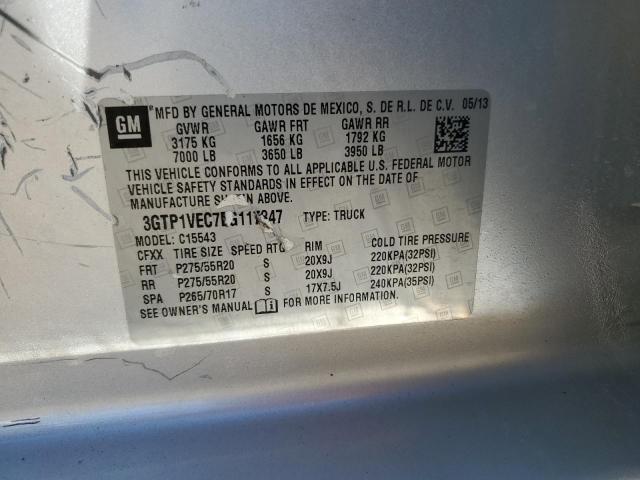 GM
MFD BY GENERAL MOTORS DE MEXICO, S. DE R.L. DE C.V. 05/13
GVWR GAWR FRT GAWR RR
3175 KG 1656 KG 1792 KG
7000 LB 3650 LB 3950 LB
THIS VEHICLE CONFORMS TO ALL APPLICABLE U.S. FEDERAL MOTOR
VEHICLE SAFETY STANDARDS IN EFFECT ON THE DATE OF
MANUFACTURE SHOWN ABOVE.
TYPE: TRUCK
MODEL: C15543
CFXX TIRE SIZE SPEED RTG RIM COLD TIRE PRESSURE
FRT P275/55R20 S 20X9J 220KPA(32PSI)
RR P275/55R20 S 20X9J 220KPA(32PSI)
SPA P265/70R17 S 17X7.5J 240KPA(35PSI)
SEE OWNER'S MANUAL FOR MORE INFORMATION.